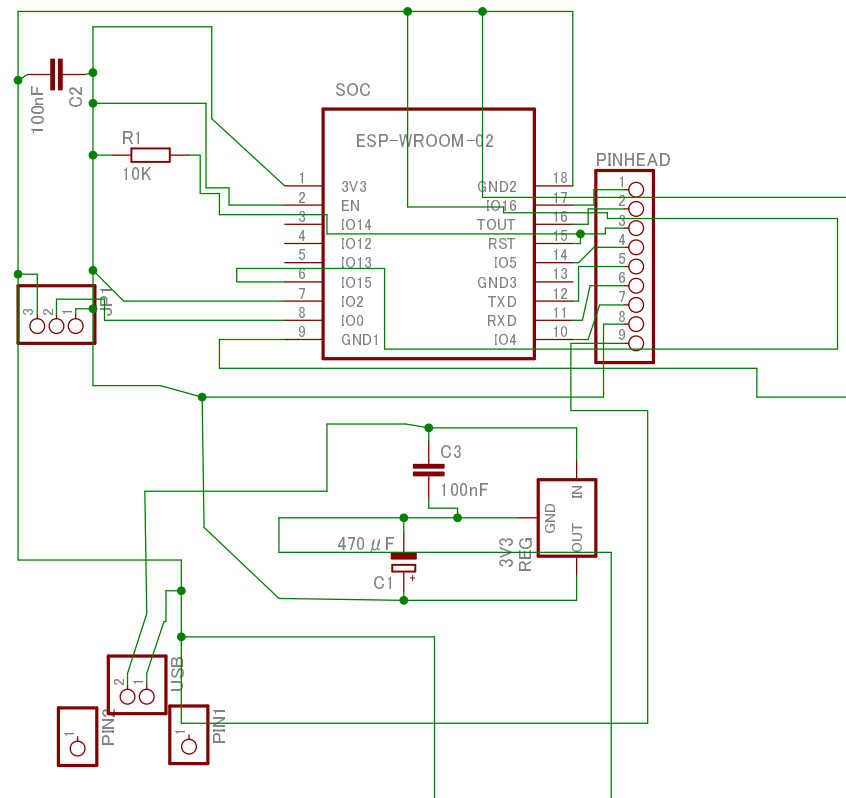 SOC
ESP-WROOM-02
100nF
C2
R1
10K
1
2
3
4
5
6
7
8
9
3V3
EN
IO14
IO12
IO13
IO15
IO2
IO0
GND1
GND2
IO16
TOUT
RST
IO5
GND3
TXD
RXD
IO4
18
17
16
15
14
13
12
11
10
PINHEAD
1
2
3
4
5
6
7
8
9
JP1
3
2
1
C3
100nF
470μF
C1
+
3V3
REG
GND
IN
OUT
USB
2
1
PIN2
1
PIN1
1